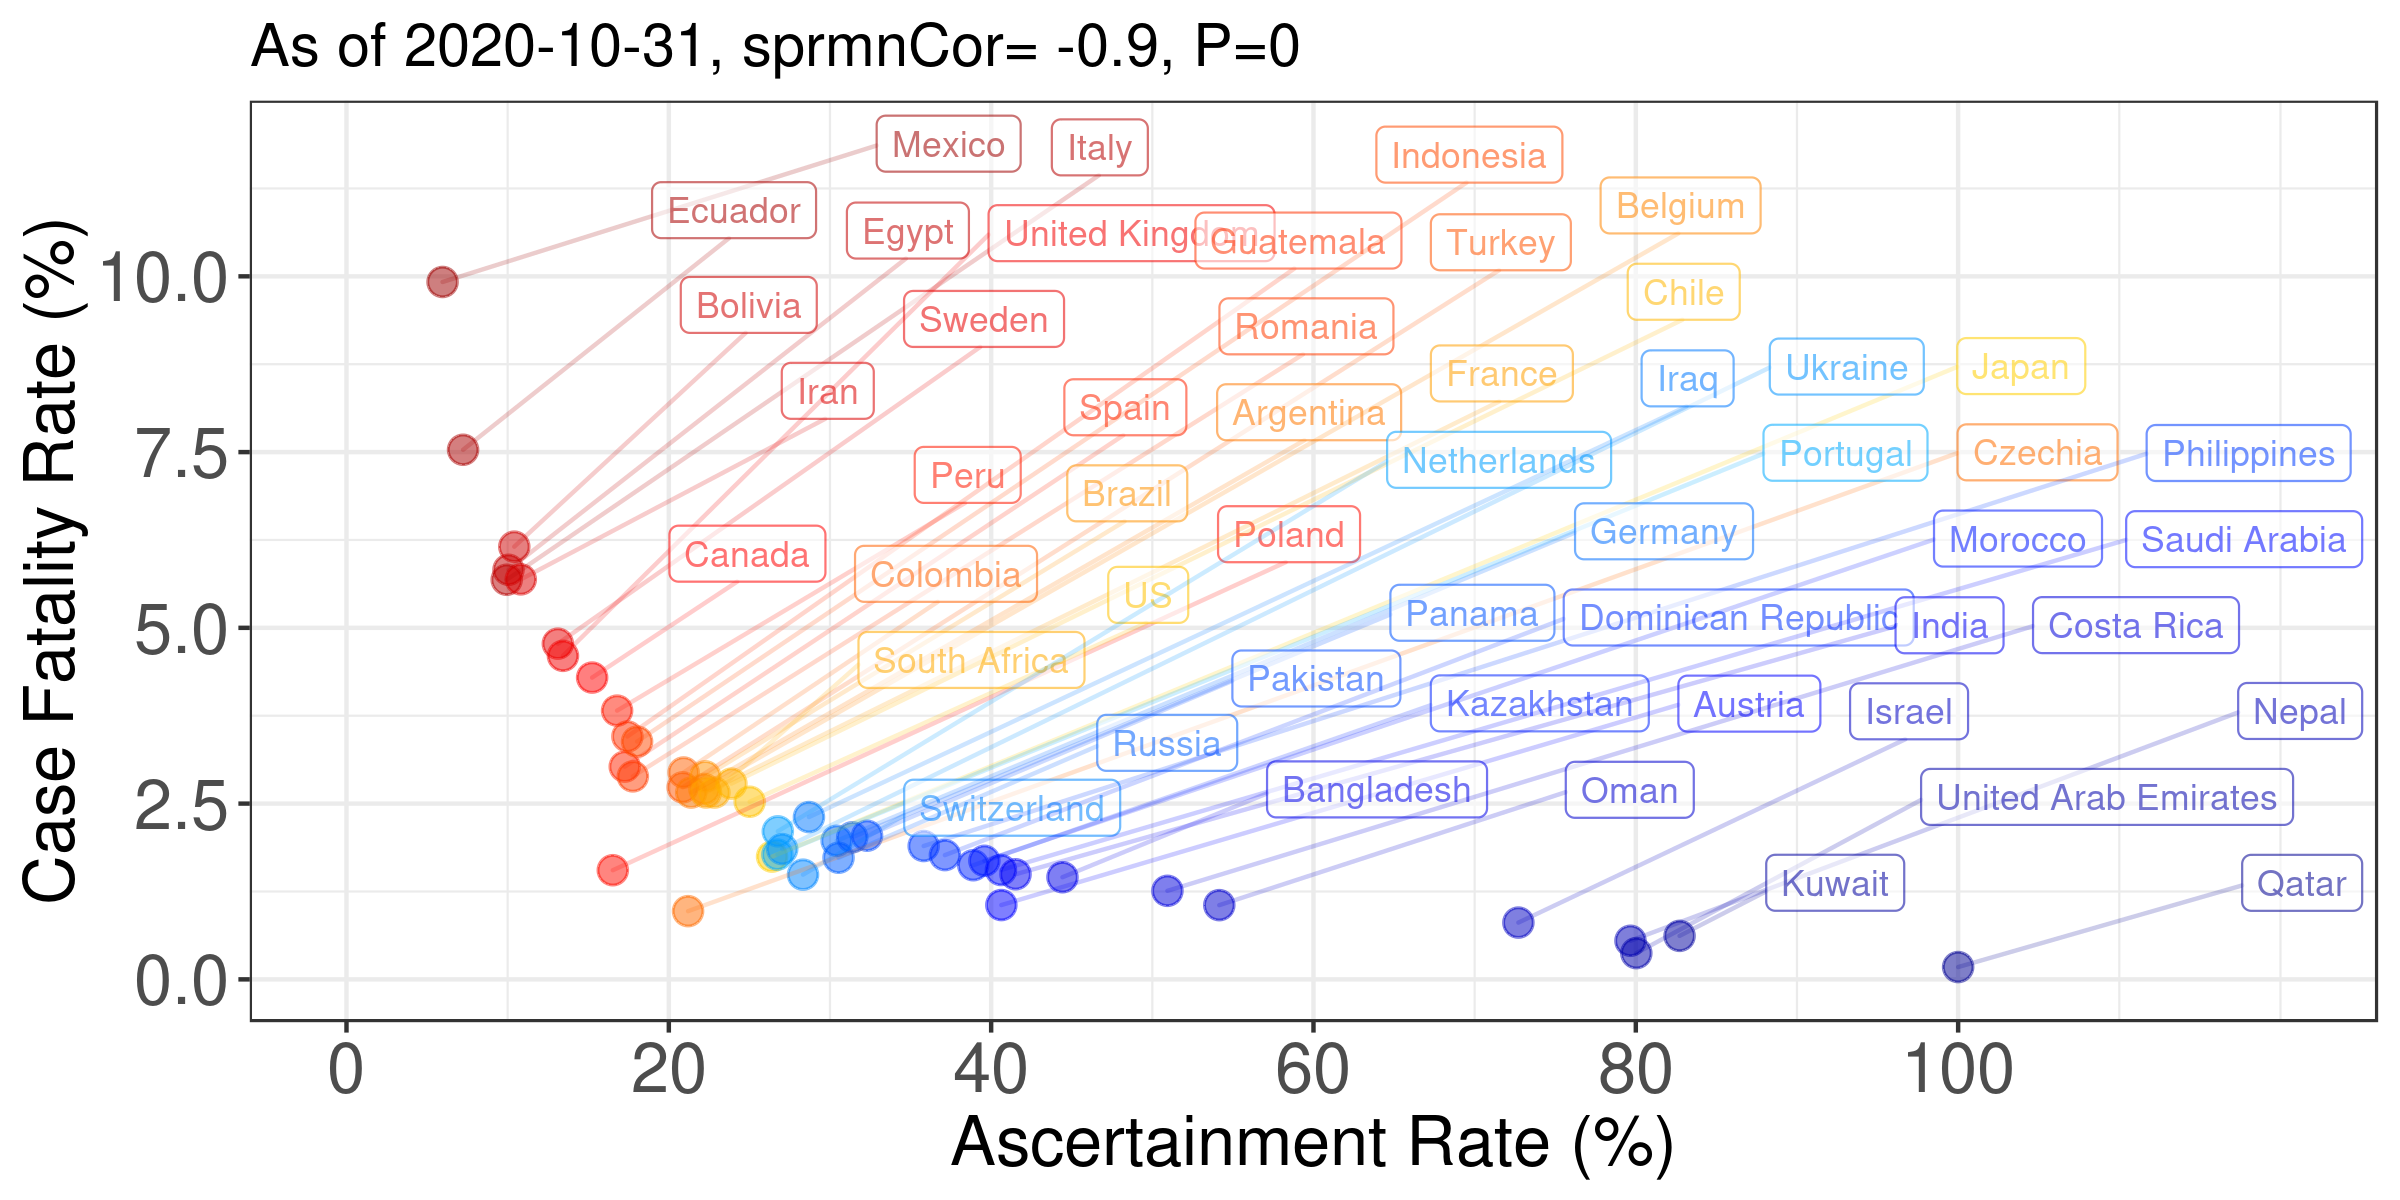 As of 2020-10-31, sprmnCor= -0.9, P=0
Case Fatality Rate (%)
10.0
7.5
5.0
2.5
0.0
Mexico
Italy
Indonesia
Ecuador
Belgium
Egypt
United Kingdom
Guatemala
Turkey
Bolivia
Sweden
Romania
Chile
Iran
Spain
Argentina
France
Iraq
Ukraine
Japan
Peru
Brazil
Netherlands
Portugal
Czechia
Philippines
Canada
Poland
Germany
Morocco
Saudi Arabia
Colombia
US
Panama
Dominican Republic
India
Costa Rica
South Africa
Pakistan
Kazakhstan
Austria
Israel
Nepal
Russia
Switzerland
Bangladesh
Oman
United Arab Emirates
Kuwait
Qatar
0
20
40
60
80
100
Ascertainment Rate (%)